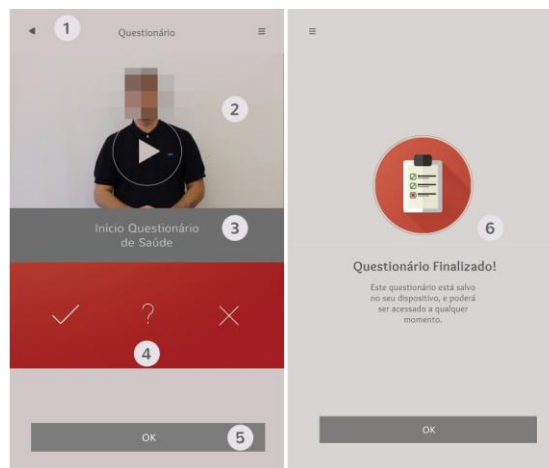 1
Questionário
2
Início Questionário
de Saúde
3
?
4
OK
5
6
Questionário Finalizado!
Este questionário está salvo
no seu dispositivo, e poderá
ser acessado a qualquer
momento.
OK